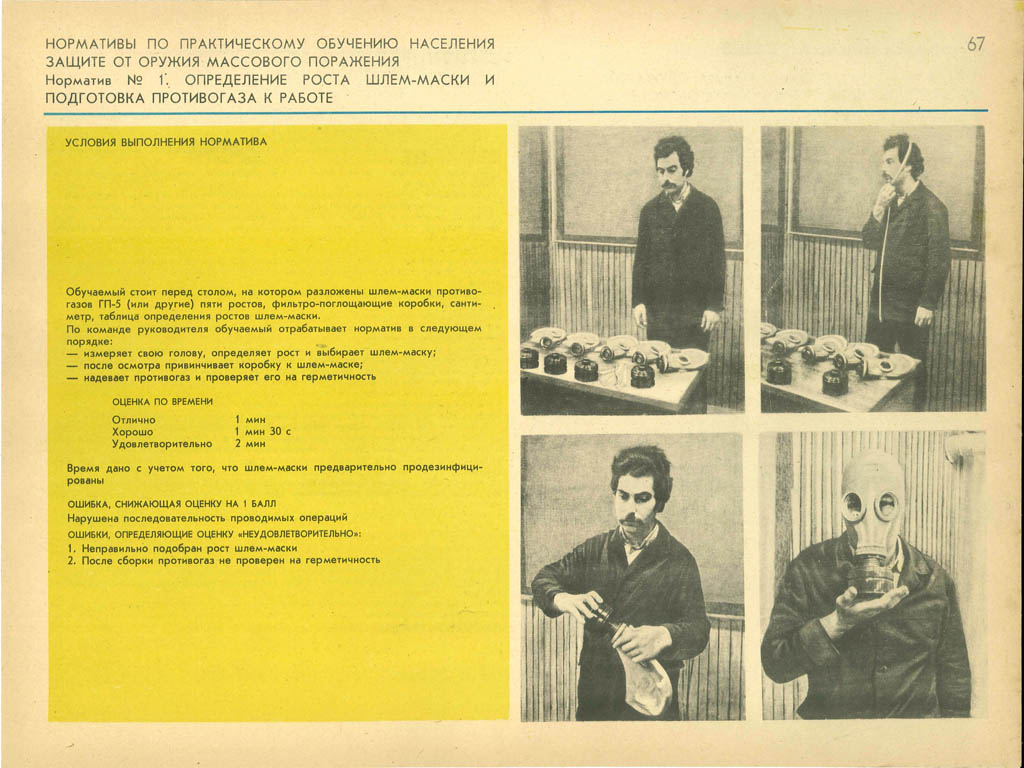 НОРМАТИВЫ ПО ПРАКТИЧЕСКОМУ ОБУЧЕНИЮ НАСЕЛЕНИЯ
ЗАЩИТЕ ОТ ОРУЖИЯ МАССОВОГО ПОРАЖЕНИЯ
Норматив № 1. ОПРЕДЕЛЕНИЕ РОСТА ШЛЕМ-МАСКИ И
ПОДГОТОВКА ПРОТИВОГАЗА К РАБОТЕ
67
УСЛОВИЯ ВЫПОЛНЕНИЯ НОРМАТИВА
Обучаемый стоит перед столом, на котором разложены шлем-маски противо-
газов ГП-5 (или другие) пяти ростов, фильтро-поглощающие коробки, санти-
метр, таблица определения ростов шлем-маски.
По команде руководителя обучаемый отрабатывает норматив в следующем
порядке:
— измеряет свою голову, определяет рост и выбирает шлем-маску;
— после осмотра привинчивает коробку к шлем-маске;
— надевает противогаз и проверяет его на герметичность
ОЦЕНКА ПО ВРЕМЕНИ
Отлично 1 мин
Хорошо 1 мин 30 с
Удовлетворительно 2 мин
Время дано с учетом того, что шлем-маски предварительно продезинфици-
рованы
ОШИБКА, СНИЖАЮЩАЯ ОЦЕНКУ НА 1 БАЛЛ
Нарушена последовательность проводимых операций
ОШИБКИ, ОПРЕДЕЛЯЮЩИЕ ОЦЕНКУ «НЕУДОВЛЕТВОРИТЕЛЬНО»:
1. Неправильно подобран рост шлем-маски
2. После сборки противогаз не проверен на герметичность